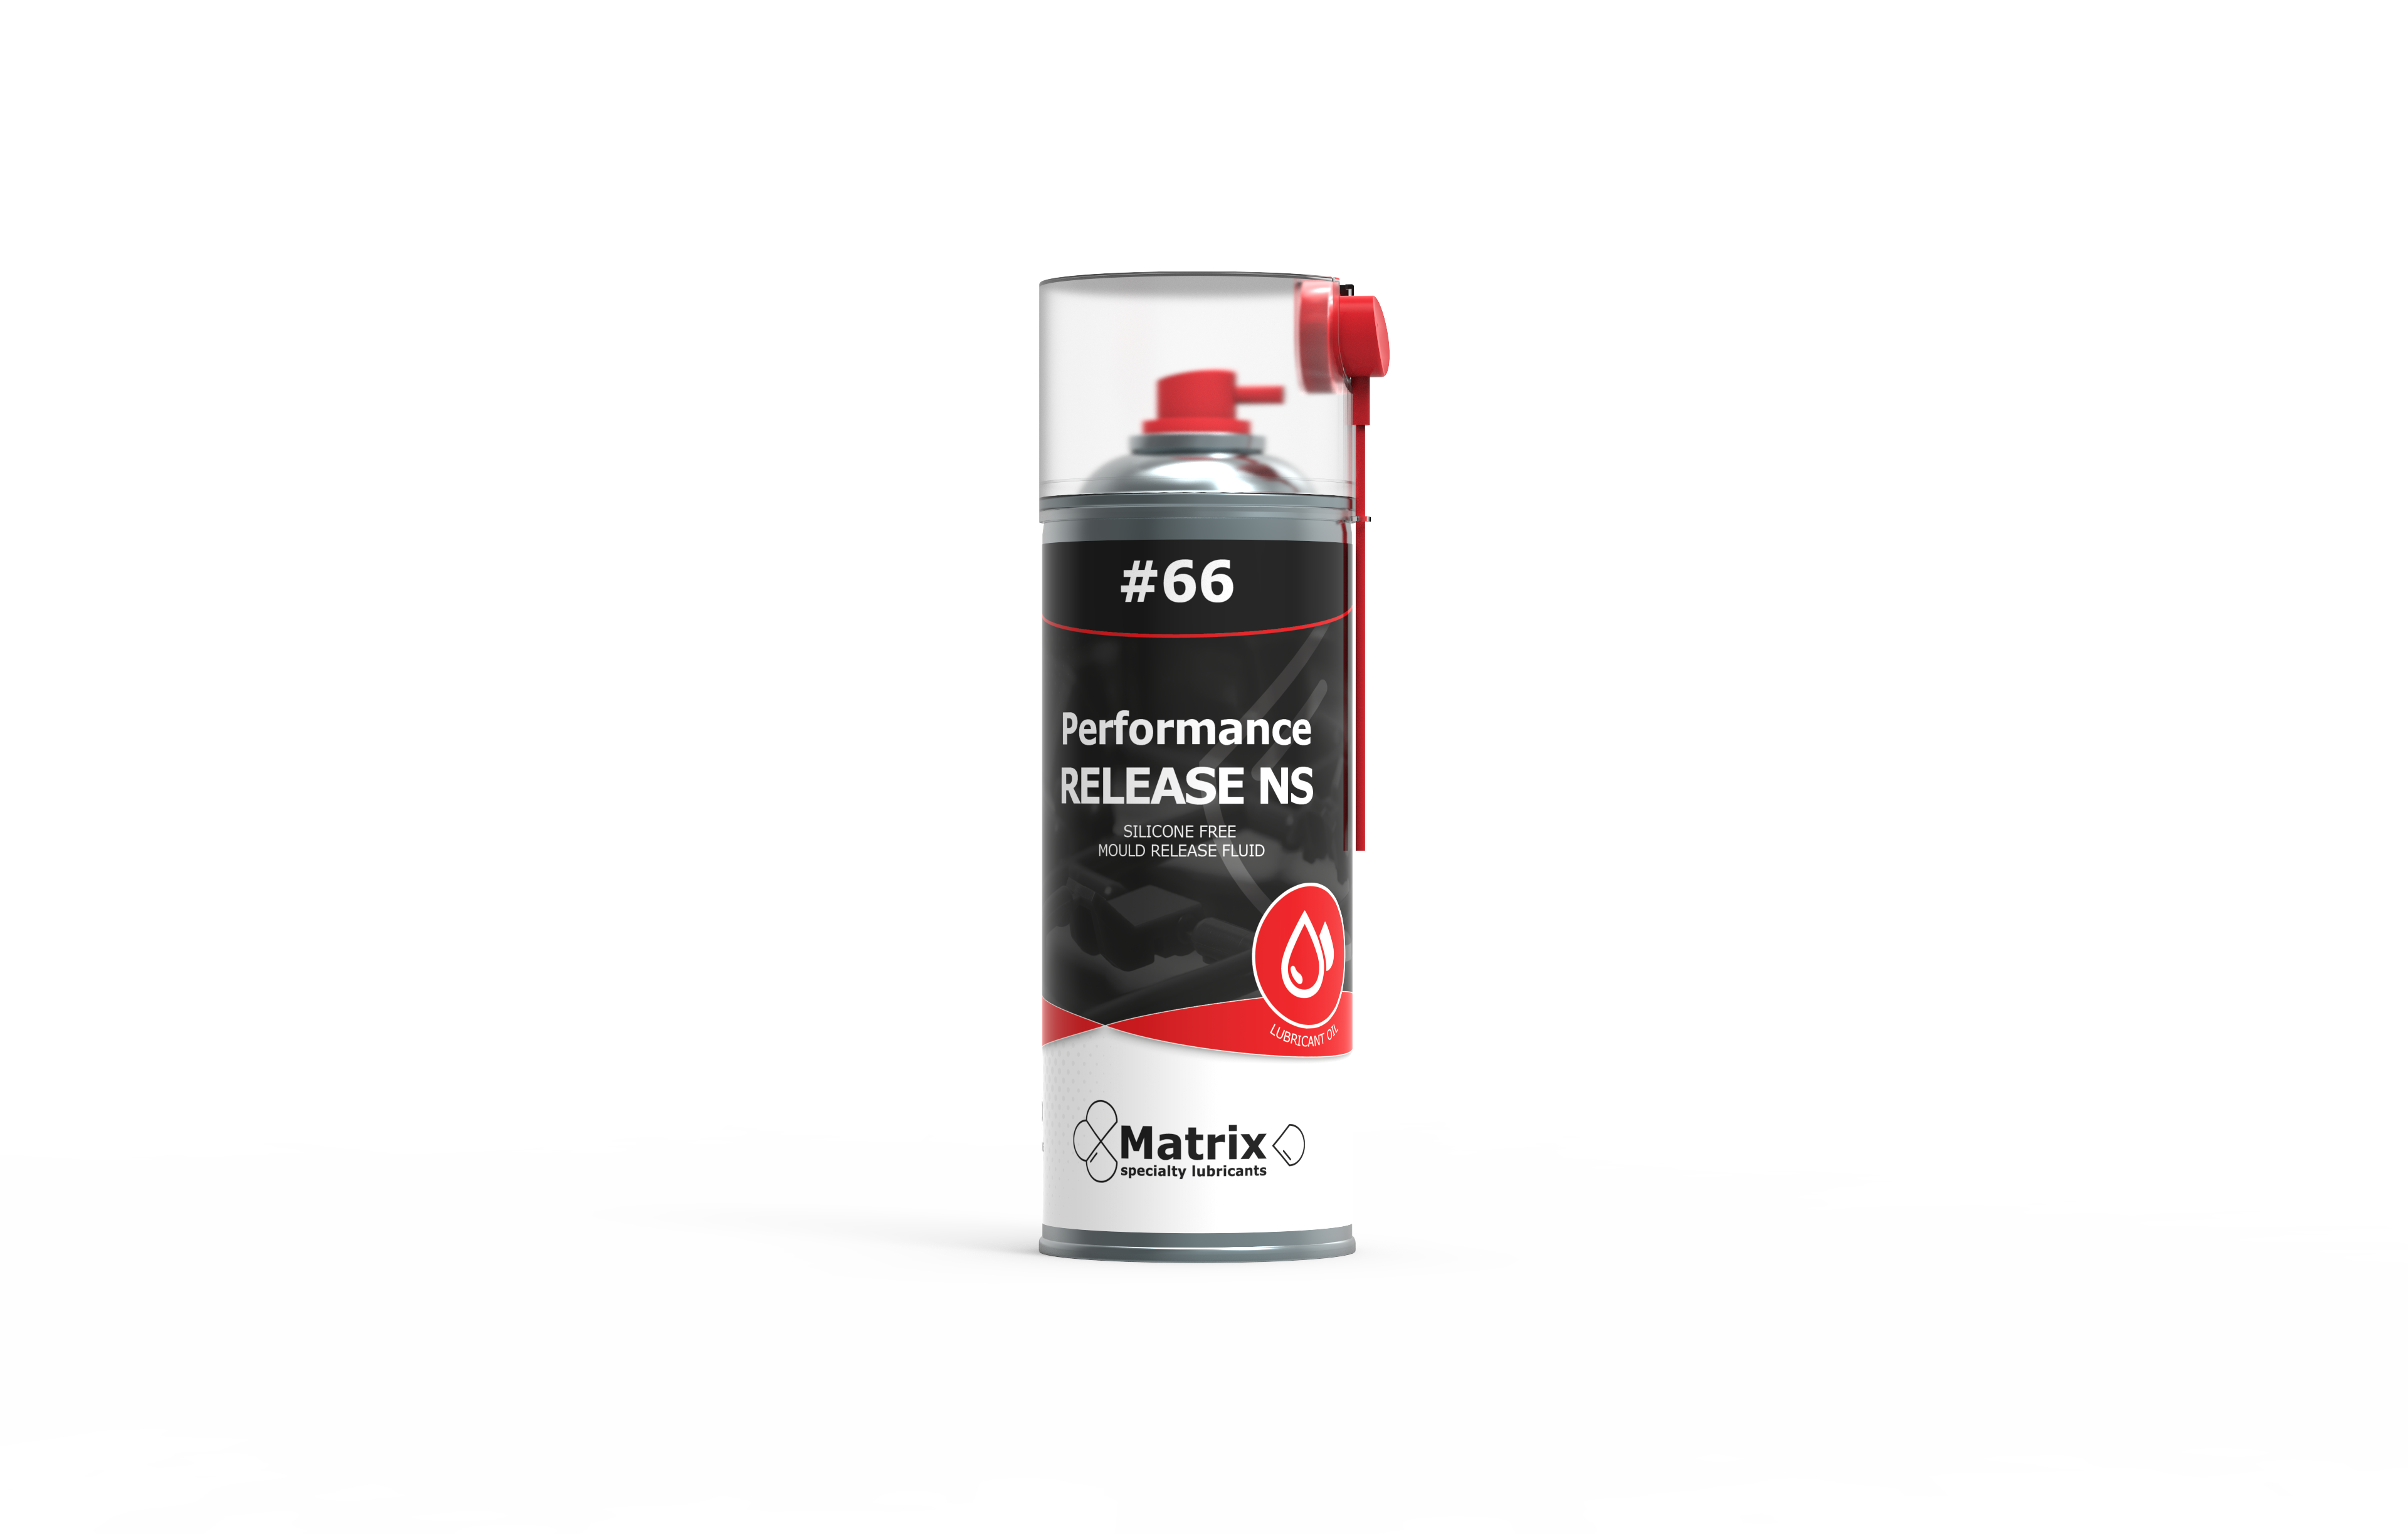 #66
Performance
RELEASE NS
SILICONE FREE
MOULD RELEASE FLUID
LUBRICANT OIL
Matrix
specialty lubricants